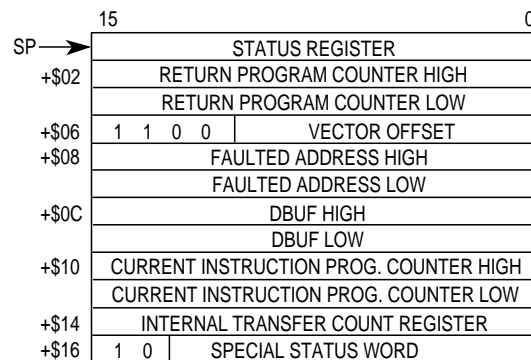 15 0
SP STATUS REGISTER
+$02 RETURN PROGRAM COUNTER HIGH
RETURN PROGRAM COUNTER LOW
+$06 1 1 0 0 VECTOR OFFSET
+$08 FAULTED ADDRESS HIGH
FAULTED ADDRESS LOW
+$0C DBUF HIGH
DBUF LOW
+$10 CURRENT INSTRUCTION PROG. COUNTER HIGH
CURRENT INSTRUCTION PROG. COUNTER LOW
+$14 INTERNAL TRANSFER COUNT REGISTER
+$16 1 0 SPECIAL STATUS WORD